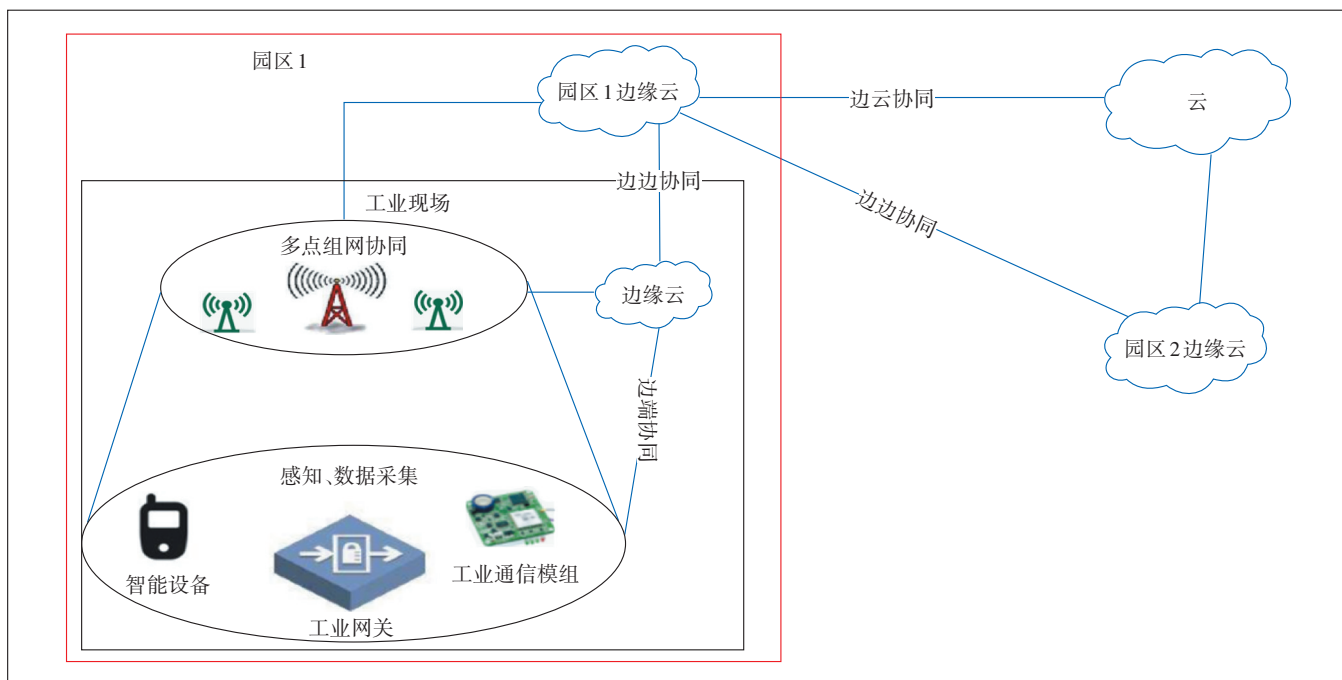 园区1
园区1边缘云
边云协同
云
边边协同
边边协同
工业现场
多点组网协同
边缘云
园区2边缘云
边端协同
感知、数据采集
智能设备
工业通信模组
工业网关